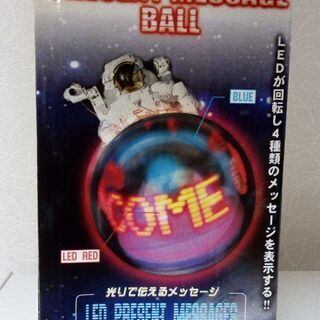 BALL
BLUE
LEDが回転し4種類のメッセージを表示する!!
COME
LED RED
光りで伝えるメッセージ
LED PRESENT MESSAGE